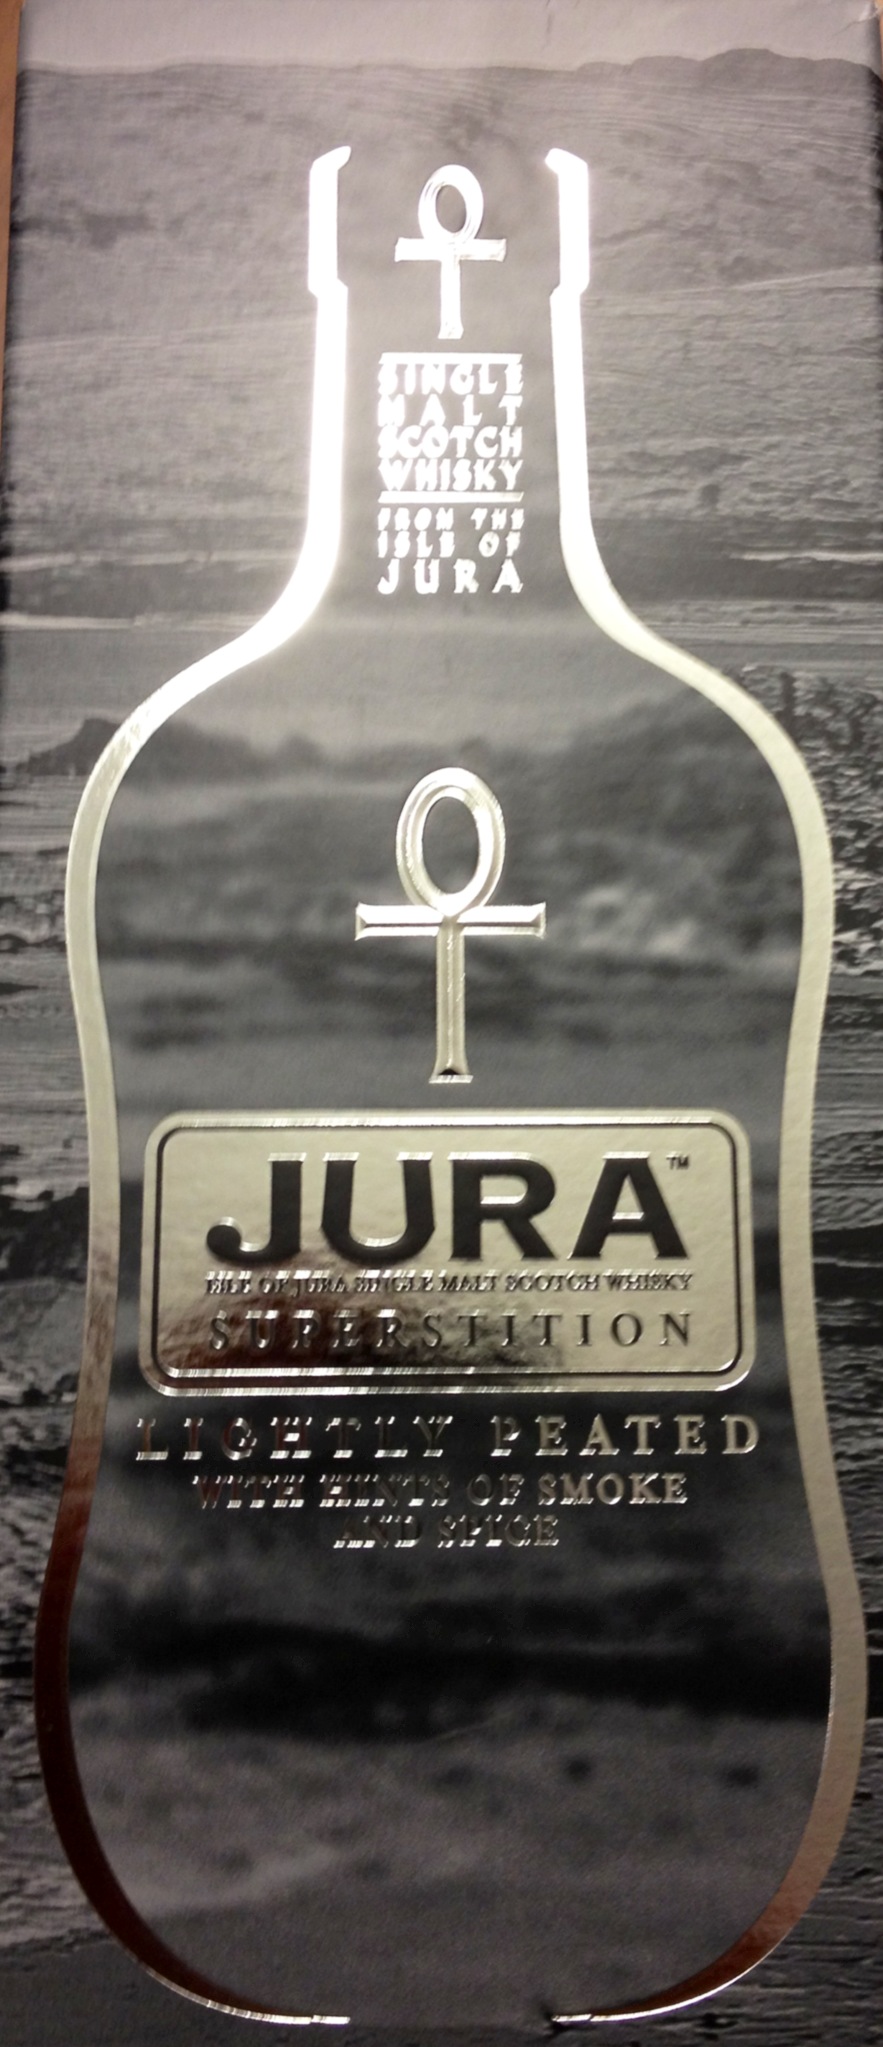 SINGLE
MALT
SCOTCH
WHISKY
FROM THE
ISLE OF
JURA
JURA™
ISLE OF JURA SINGLE MALT SCOTCH WHISKY
SUPERSTITION
LIGHTLY PEATED
WITH HINTS OF SMOKE
AND SPICE